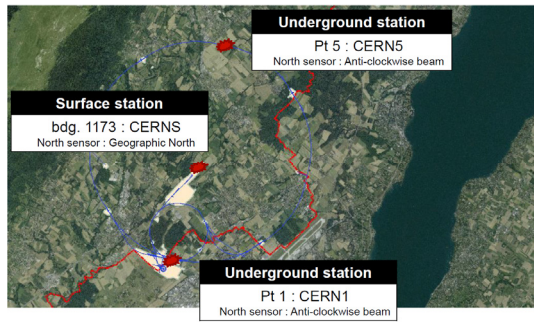 Underground station
Pt 5 : CERN5
North sensor : Anti-clockwise beam
Surface station
bdg. 1173 : CERNS
North sensor : Geographic North
Underground station
Pt 1 : CERN1
North sensor : Anti-clockwise beam